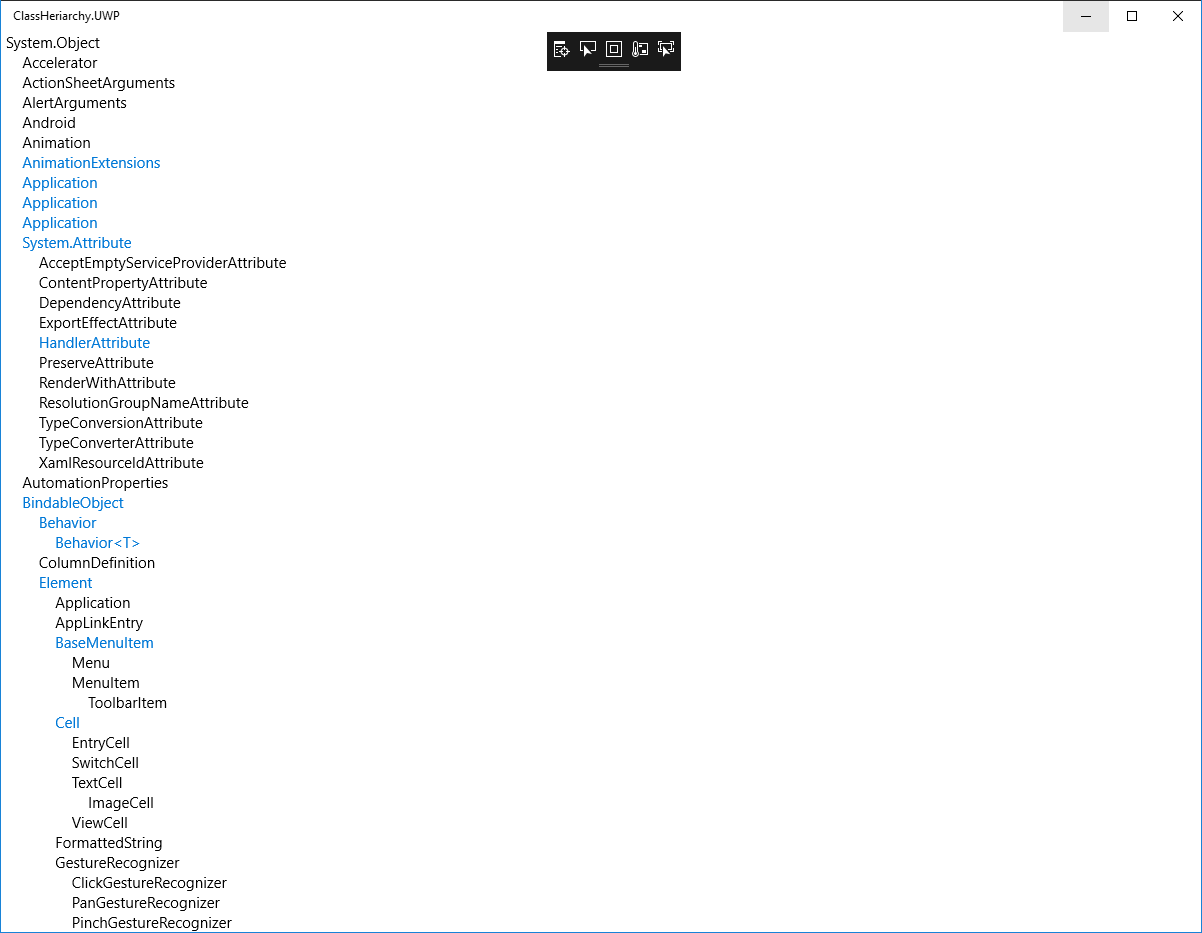 ClassHeriarchy.UWP
System.Object
Accelerator
ActionSheetArguments
AlertArguments
Android
Animation
AnimationExtensions
Application
Application
Application
System.Attribute
AcceptEmptyServiceProviderAttribute
ContentPropertyAttribute
DependencyAttribute
ExportEffectAttribute
HandlerAttribute
PreserveAttribute
RenderWithAttribute
ResolutionGroupNameAttribute
TypeConversionAttribute
TypeConverterAttribute
XamlResourceIdAttribute
AutomationProperties
BindableObject
Behavior
Behavior<T>
ColumnDefinition
Element
Application
AppLinkEntry
BaseMenuItem
Menu
MenuItem
ToolbarItem
Cell
EntryCell
SwitchCell
TextCell
ImageCell
ViewCell
FormattedString
GestureRecognizer
ClickGestureRecognizer
PanGestureRecognizer
PinchGestureRecognizer